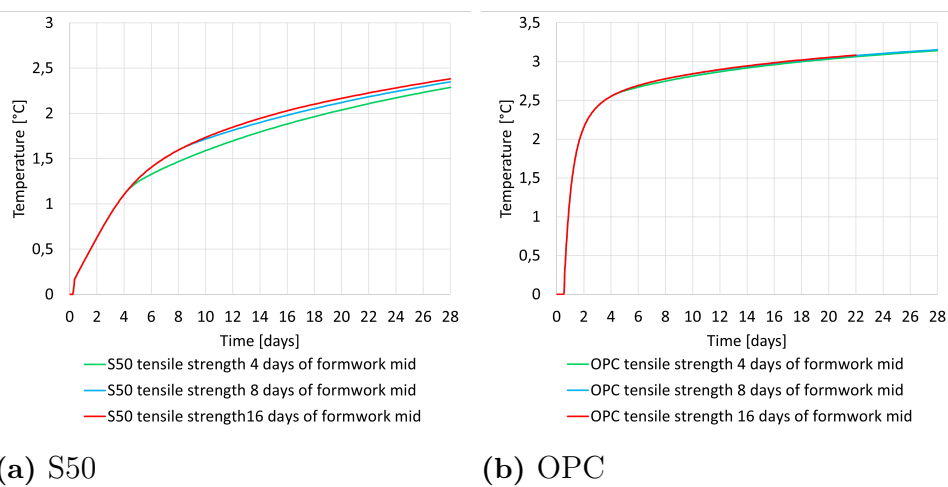 3
2,5
2
1,5
1
0,5
0
Temperature [°C]
0 2 4 6 8 10 12 14 16 18 20 22 24 26 28
Time [days]
S50 tensile strength 4 days of formwork mid
S50 tensile strength 8 days of formwork mid
S50 tensile strength16 days of formwork mid
(a) S50
3,5
3
2,5
2
1,5
1
0,5
0
Temperature [°C]
0 2 4 6 8 10 12 14 16 18 20 22 24 26 28
Time [days]
OPC tensile strength 4 days of formwork mid
OPC tensile strength 8 days of formwork mid
OPC tensile strength 16 days of formwork mid
(b) OPC